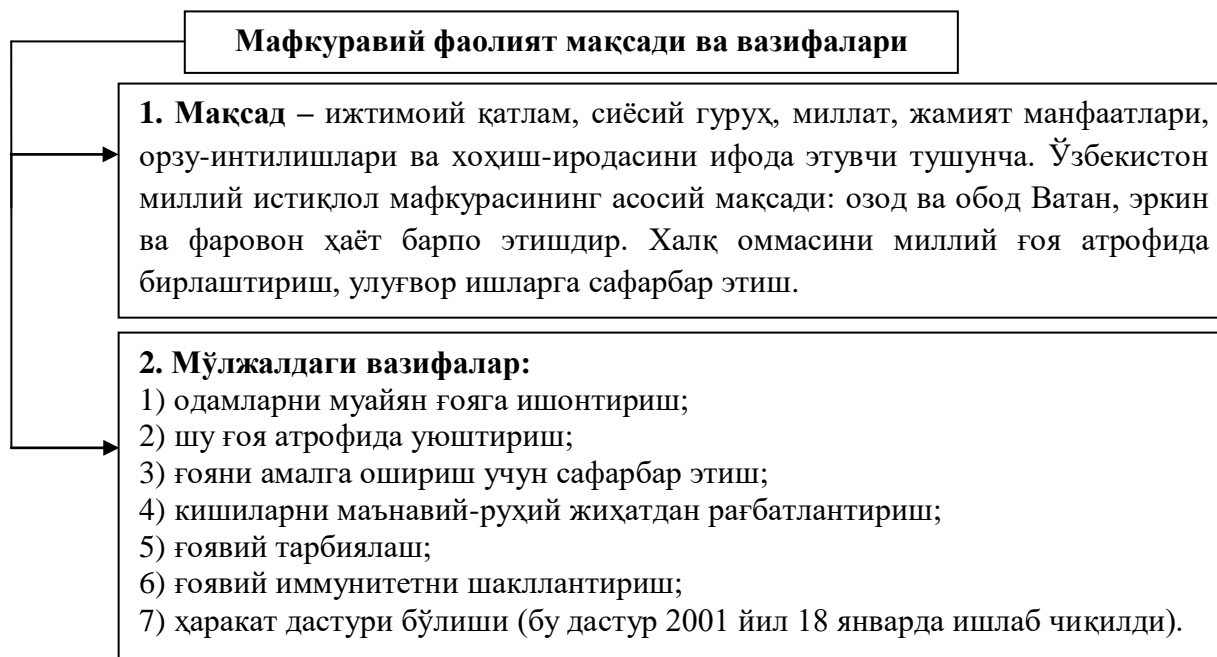 Мафкуравий фаолият мақсади ва вазифалари
1. Мақсад – ижтимоий қатлам, сиёсий гуруҳ, миллат, жамият манфаатлари,
орзу-интилишлари ва хоҳиш-иродасини ифода этувчи тушунча. Ўзбекистон
миллий истиқлол мафкурасининг асосий мақсади: озод ва обод Ватан, эркин
ва фаровон ҳаёт барпо этишдир. Халқ оммасини миллий ғоя атрофида
бирлаштириш, улуғвор ишларга сафарбар этиш.
2. Мўлжалдаги вазифалар:
1) одамларни муайян ғояга ишонтириш;
2) шу ғоя атрофида уюштириш;
3) ғояни амалга ошириш учун сафарбар этиш;
4) кишиларни маънавий-руҳий жиҳатдан рағбатлантириш;
5) ғоявий тарбиялаш;
6) ғоявий иммунитетни шакллантириш;
7) ҳаракат дастури бўлиши (бу дастур 2001 йил 18 январда ишлаб чиқилди).